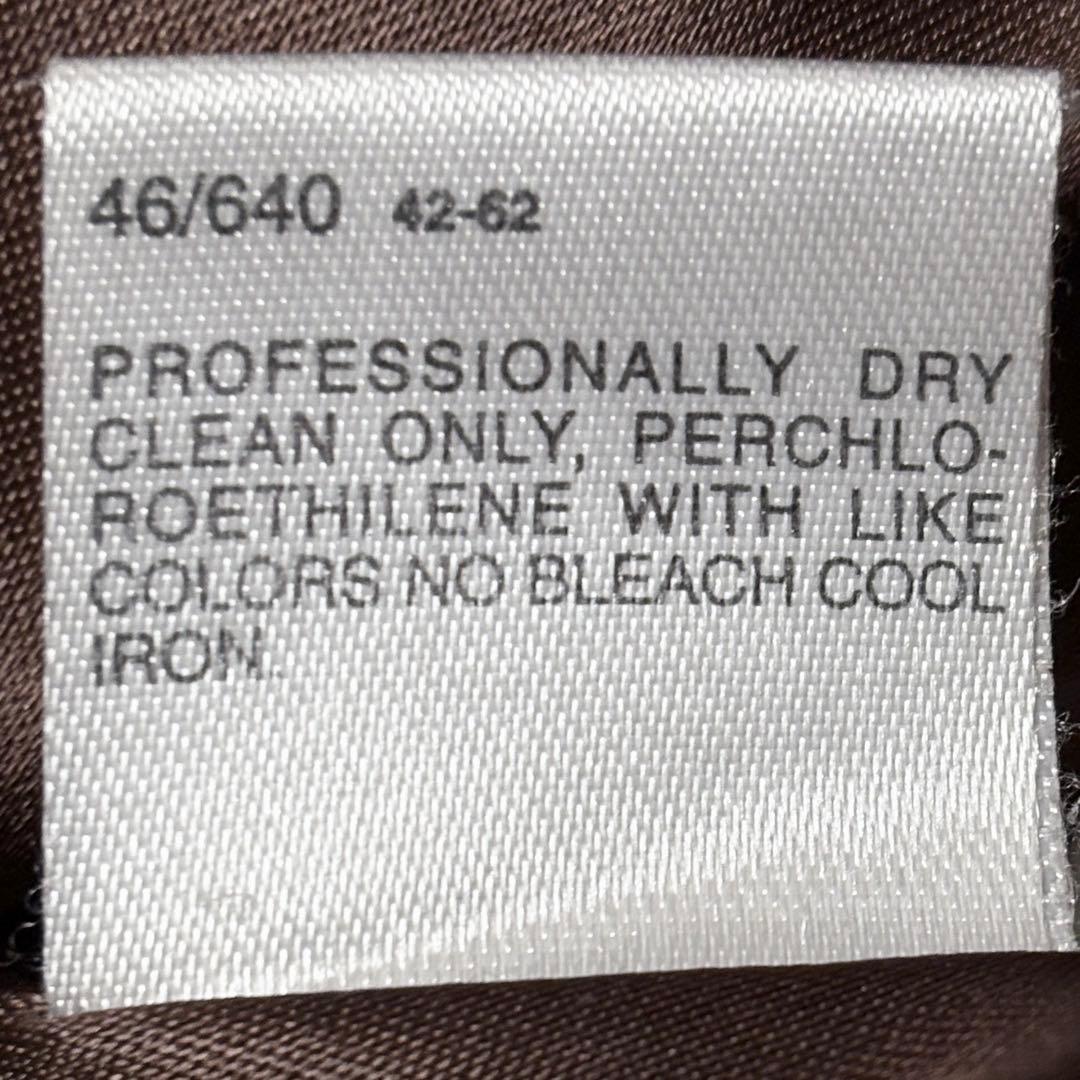 46/640 42-62
PROFESSIONALLY DRY
CLEAN ONLY, PERCHLO-
ROETHILENE WITH LIKE
COLORS NO BLEACH COOL
IRON.